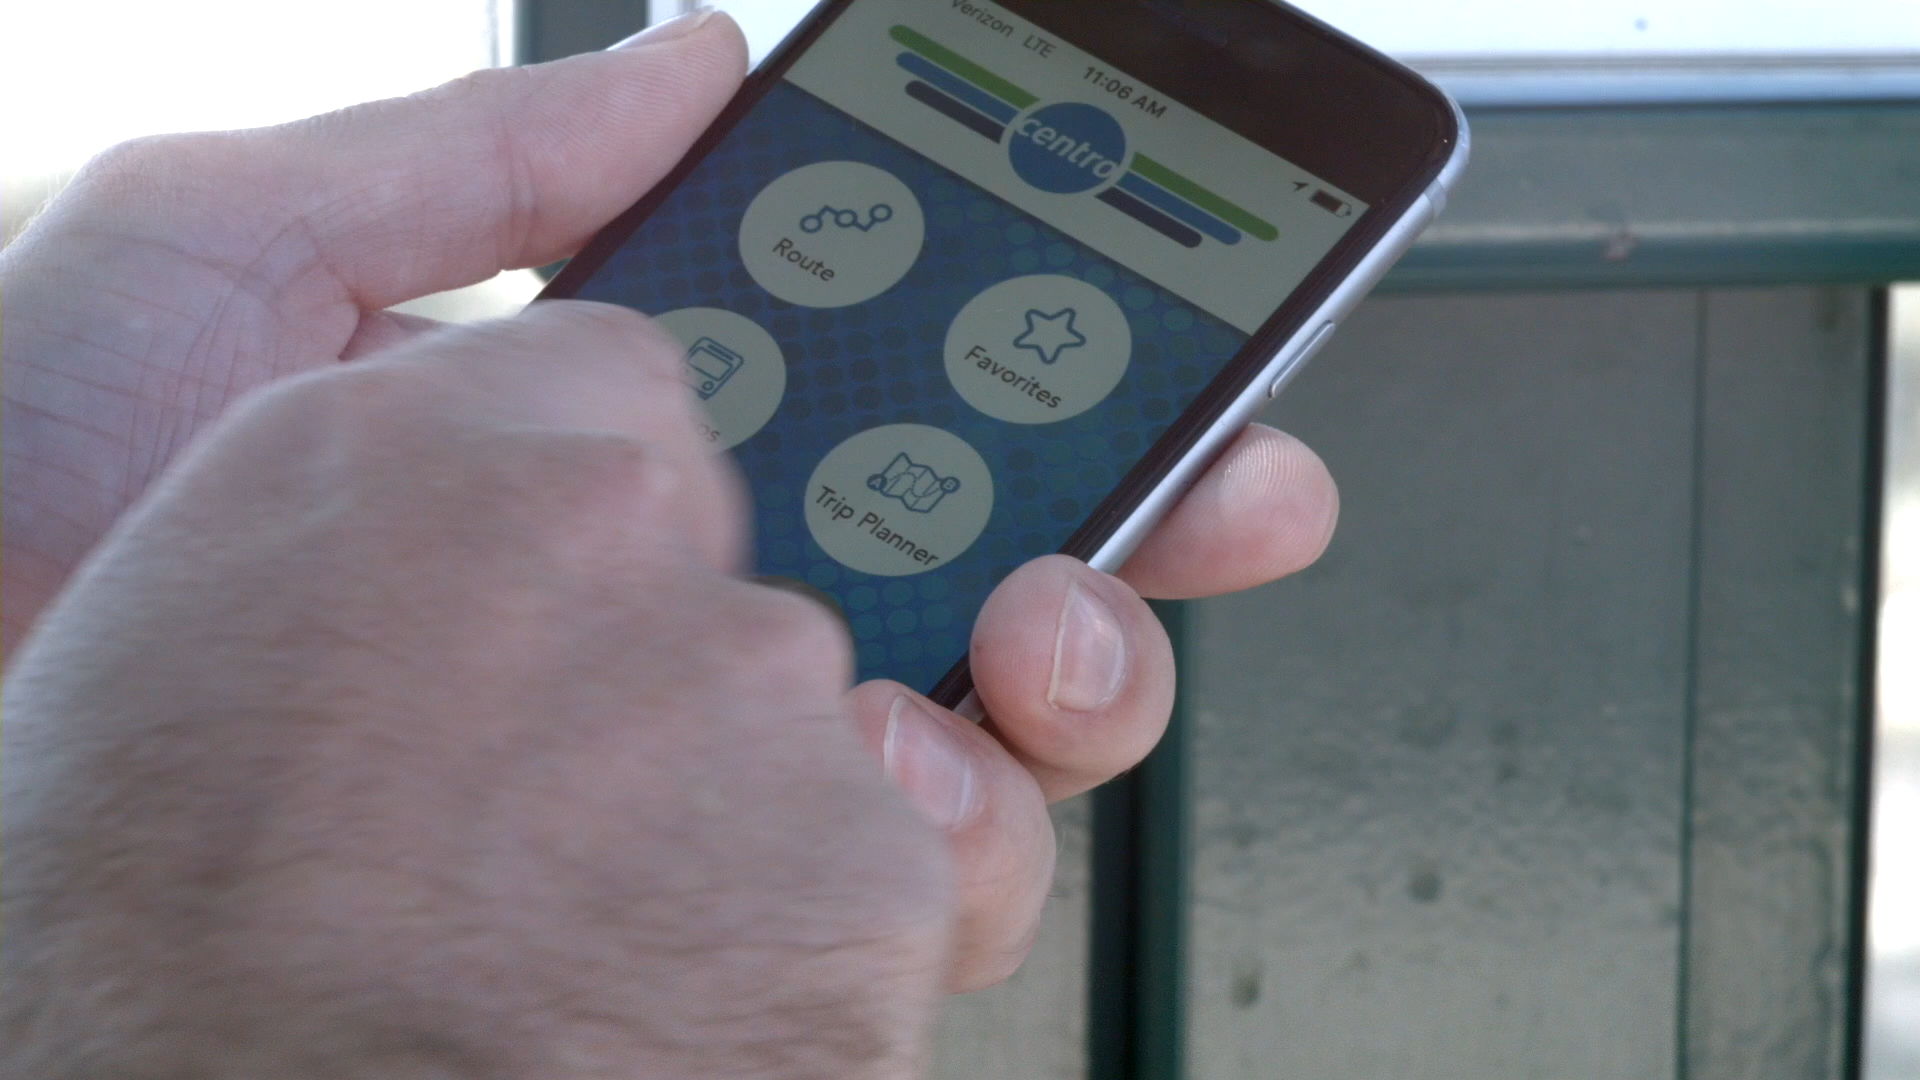 Verizon LTE 11:06 AM
centro
Route
Favorites
Trip Planner
A B